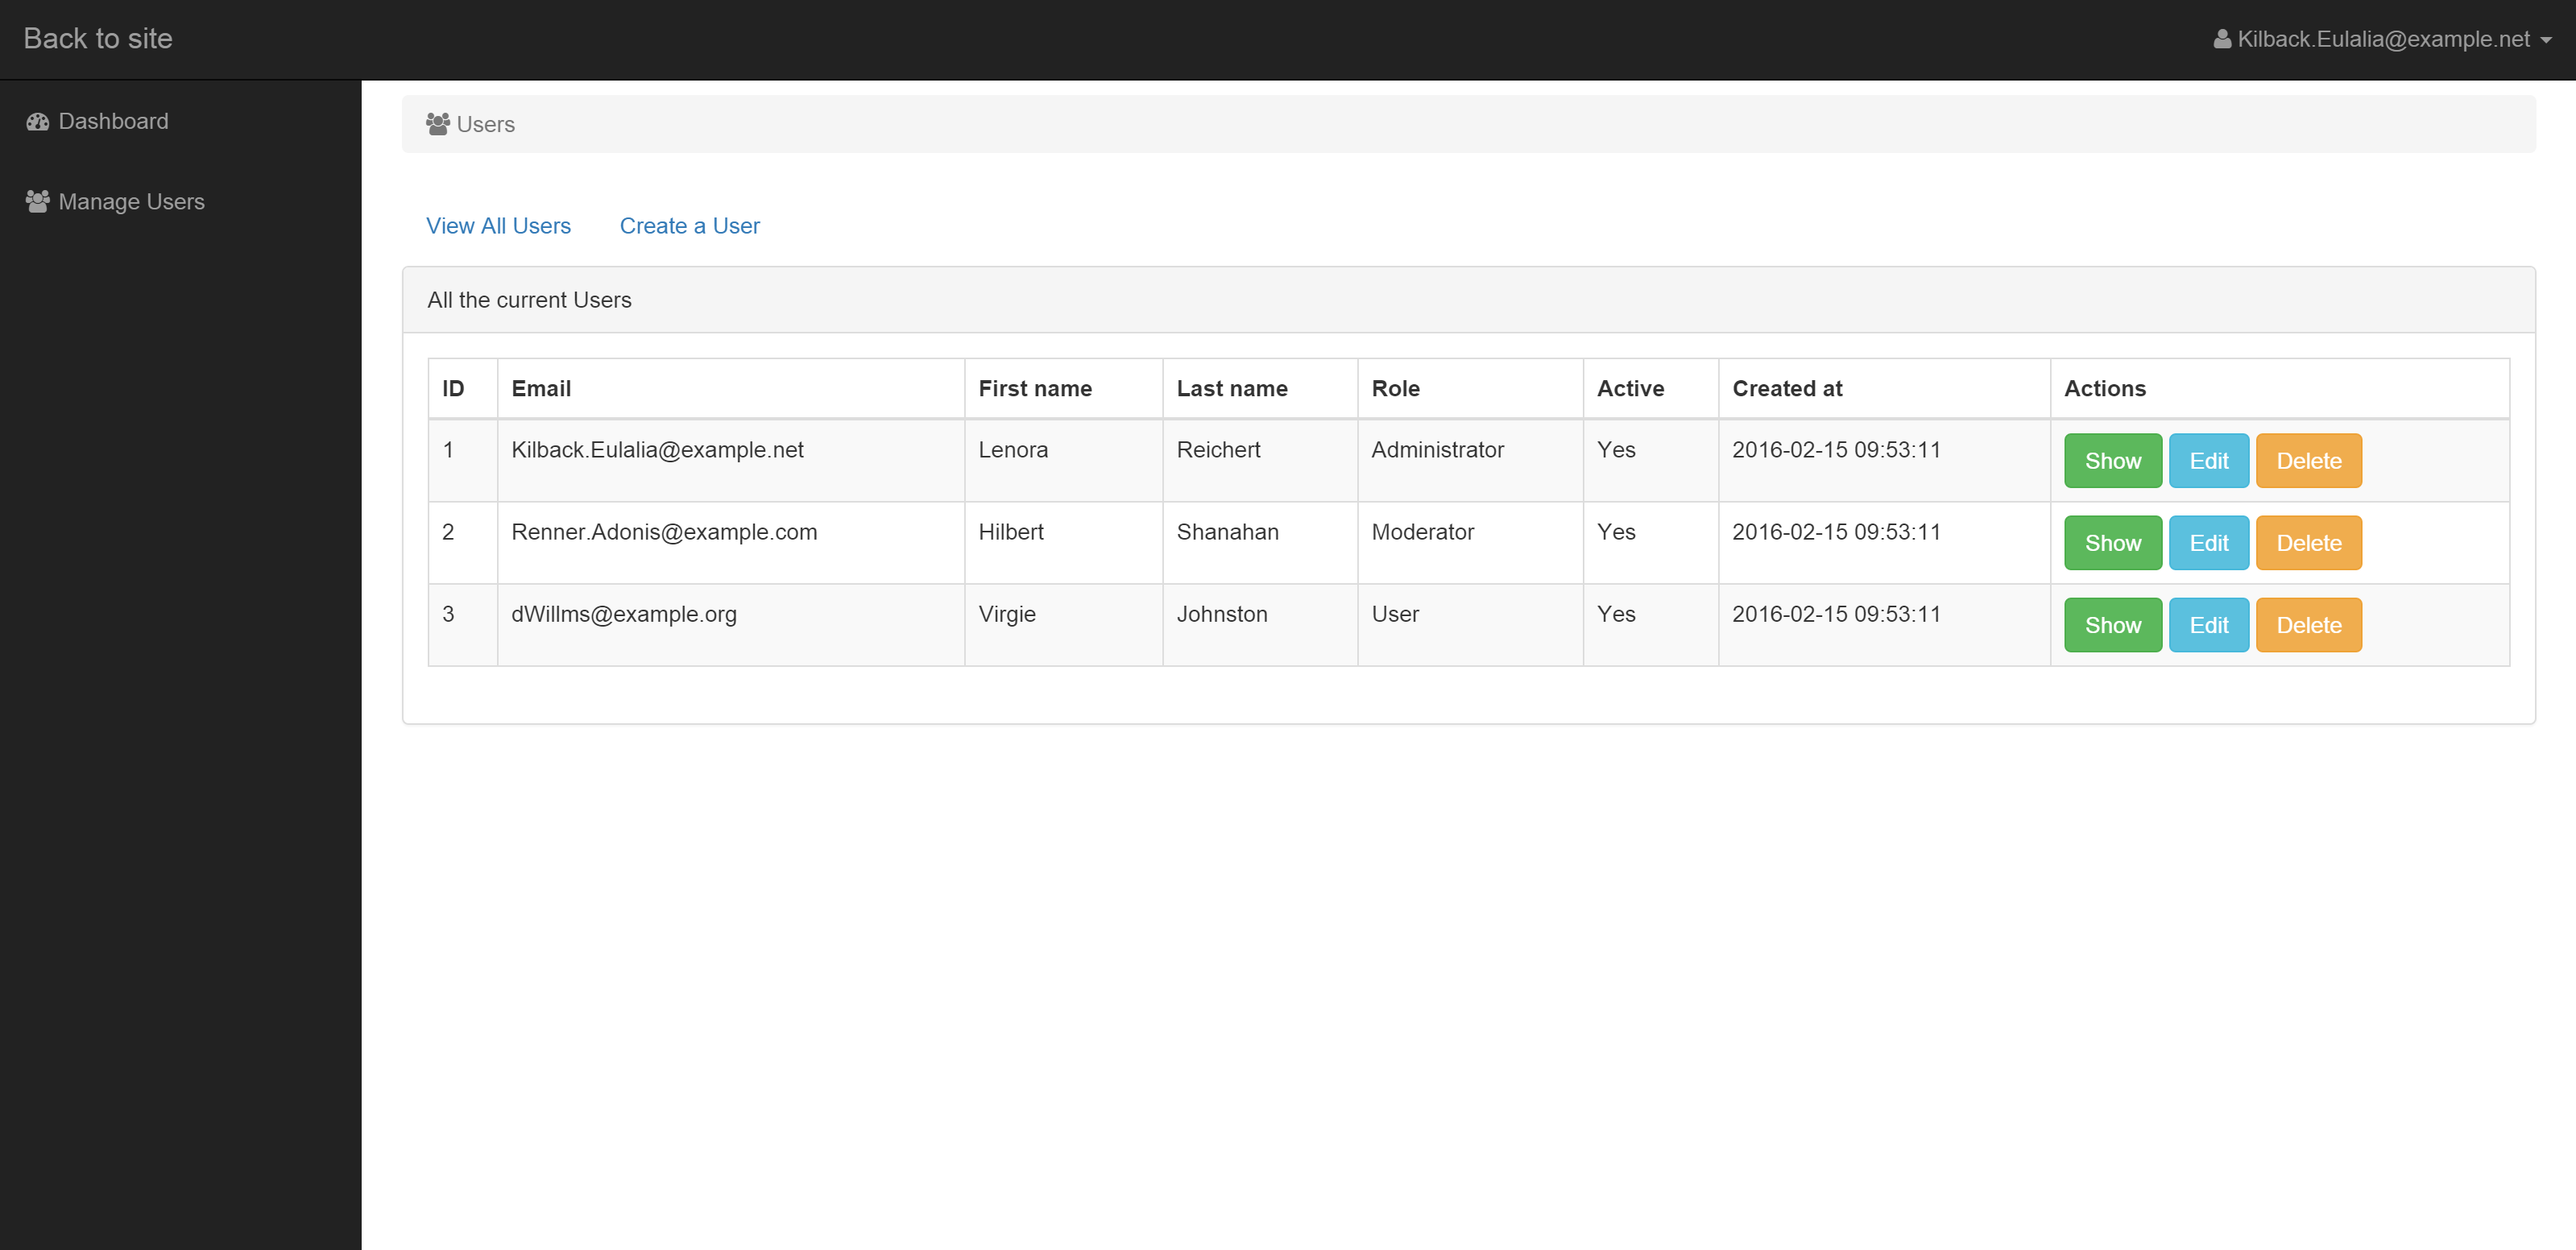 Back to site
Kilback.Eulalia@example.net
Dashboard
Manage Users
Users
View All Users Create a User
All the current Users
ID Email First name Last name Role Active Created at Actions
1 Kilback.Eulalia@example.net Lenora Reichert Administrator Yes 2016-02-15 09:53:11 Show Edit Delete
2 Renner.Adonis@example.com Hilbert Shanahan Moderator Yes 2016-02-15 09:53:11 Show Edit Delete
3 dWillms@example.org Virgie Johnston User Yes 2016-02-15 09:53:11 Show Edit Delete